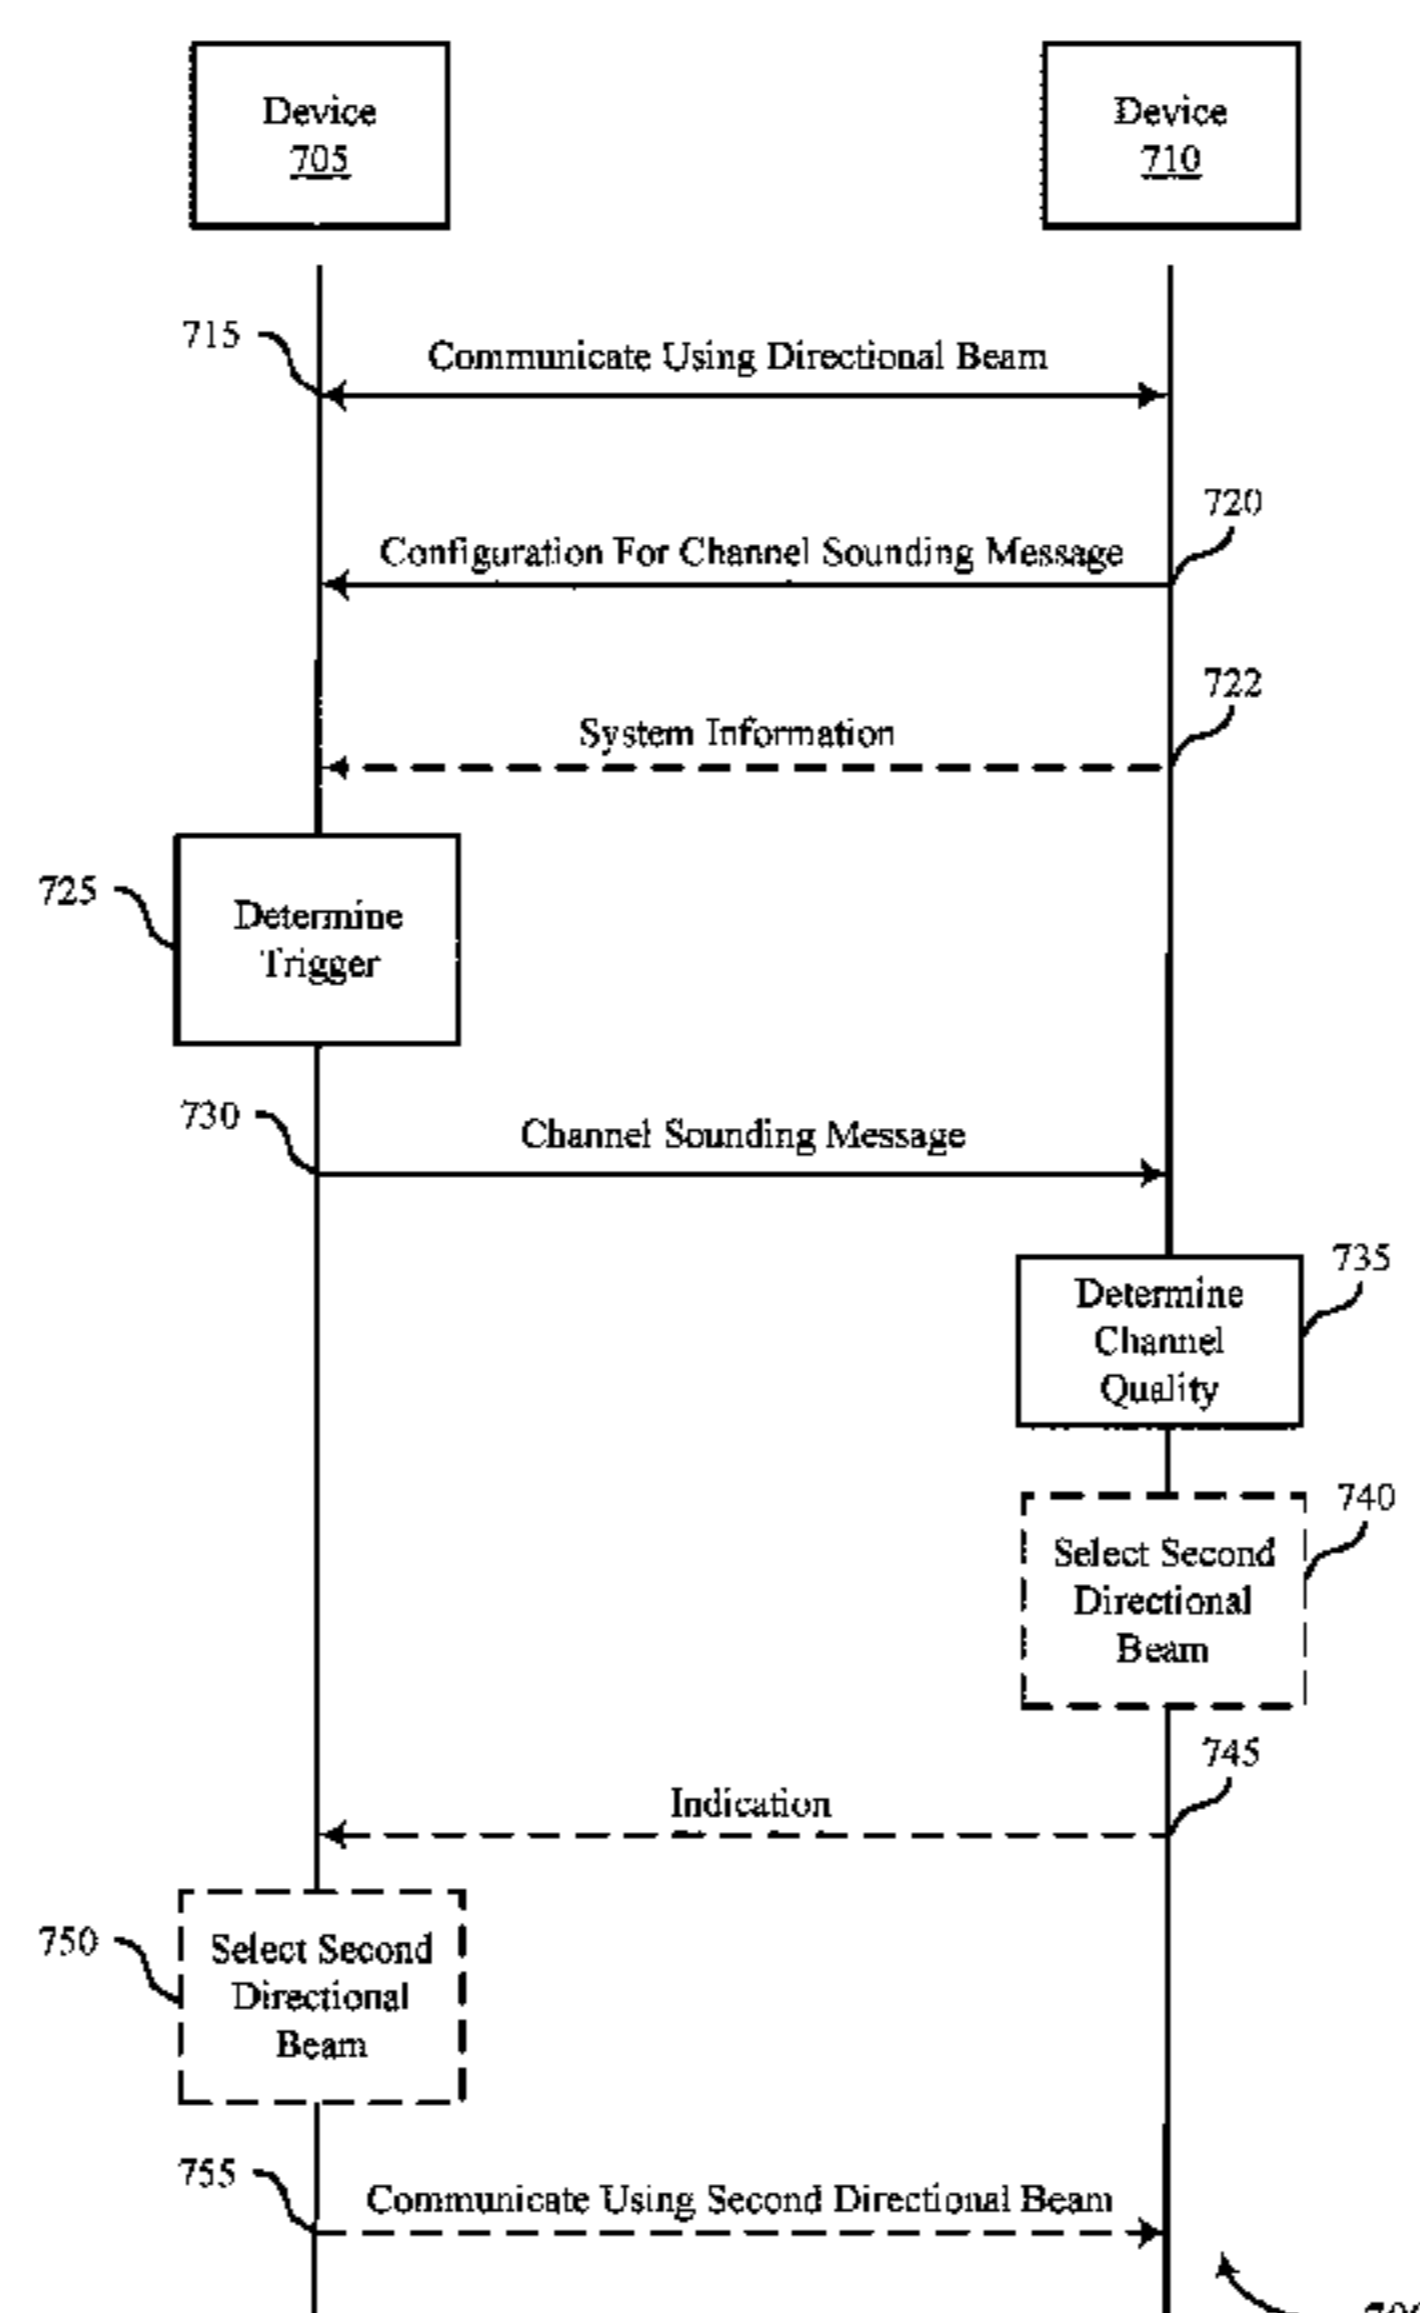 Device
705
Device
710
715
Communicate Using Directional Beam
720
Configuration For Channel Sounding Message
722
System Information
725
Determine
Trigger
730
Channel Sounding Message
735
Determine
Channel
Quality
740
Select Second
Directional
Beam
745
Indication
750
Select Second
Directional
Beam
755
Communicate Using Second Directional Beam